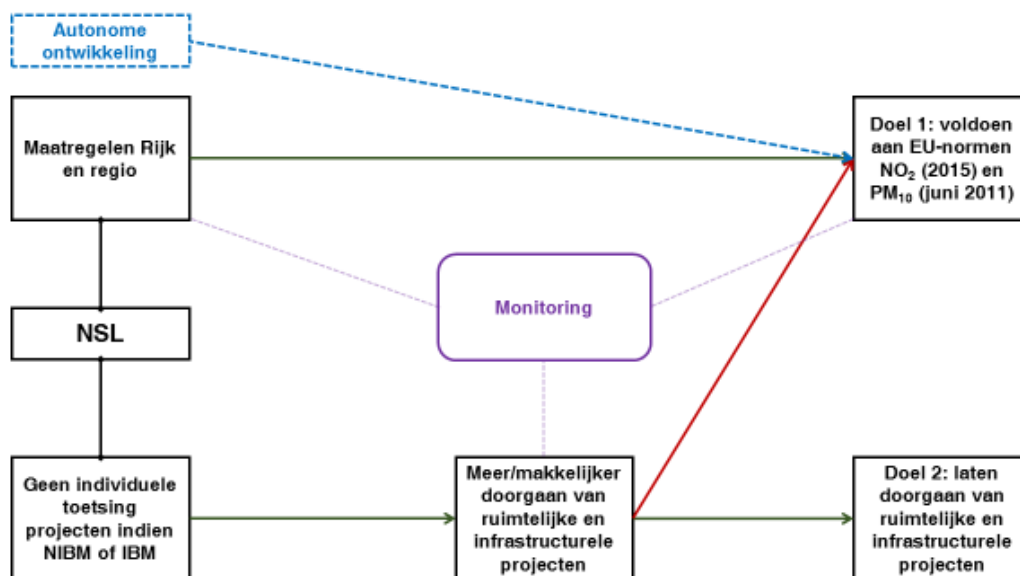 Autonome
ontwikkeling
Maatregelen Rijk
en regio
Doel 1: voldoen
aan EU-normen
NO₂ (2015) en
PM₁₀ (juni 2011)
Monitoring
NSL
Geen individuele
toetsing
projecten indien
NIBM of IBM
Meer/makkelijker
doorgaan van
ruimtelijke en
infrastructurele
projecten
Doel 2: laten
doorgaan van
ruimtelijke en
infrastructurele
projecten